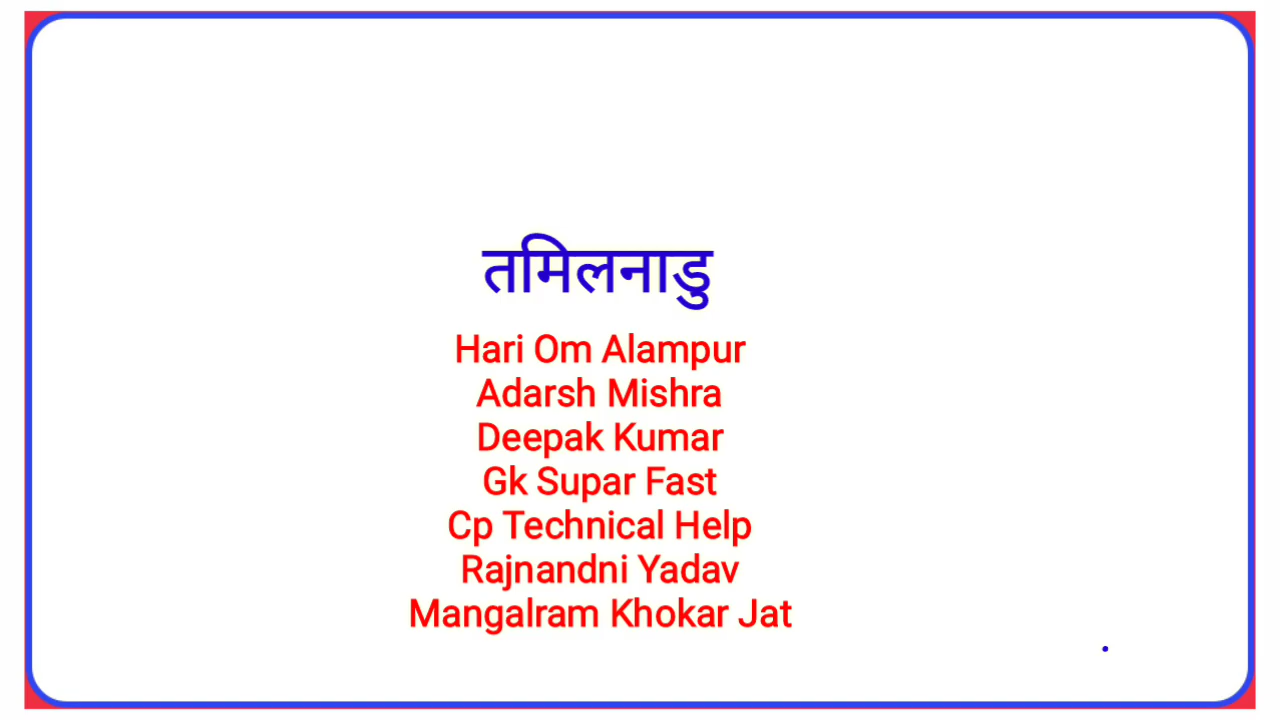 तमिलनाडु
Hari Om Alampur
Adarsh Mishra
Deepak Kumar
Gk Supar Fast
Cp Technical Help
Rajnandni Yadav
Mangalram Khokar Jat